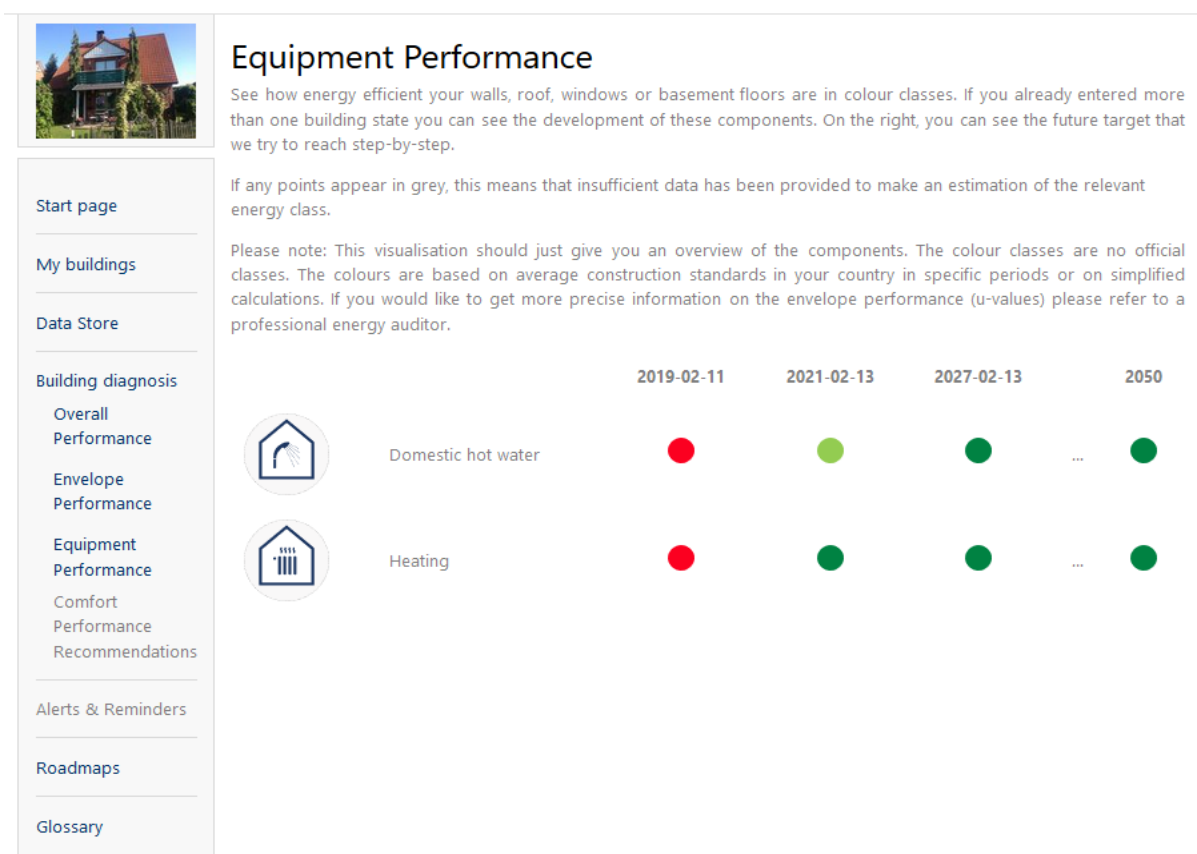 Equipment Performance
See how energy efficient your walls, roof, windows or basement floors are in colour classes. If you already entered more
than one building state you can see the development of these components. On the right, you can see the future target that
we try to reach step-by-step.
If any points appear in grey, this means that insufficient data has been provided to make an estimation of the relevant
energy class.
Please note: This visualisation should just give you an overview of the components. The colour classes are no official
classes. The colours are based on average construction standards in your country in specific periods or on simplified
calculations. If you would like to get more precise information on the envelope performance (u-values) please refer to a
professional energy auditor.
Start page
My buildings
Data Store
Building diagnosis
Overall
Performance
Envelope
Performance
Equipment
Performance
Comfort
Performance
Recommendations
Alerts & Reminders
Roadmaps
Glossary
2019-02-11 2021-02-13 2027-02-13 2050
Domestic hot water ...
Heating ...